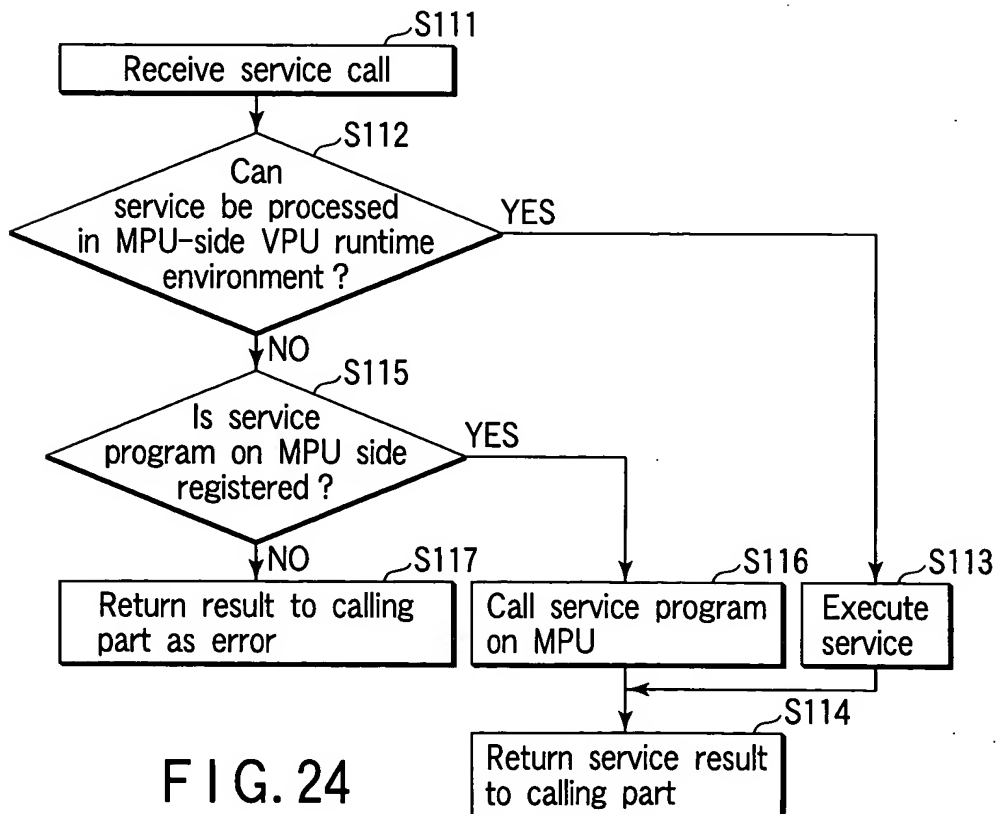 S111
Receive service call
S112
Can
service be processed
in MPU-side VPU runtime
environment ?
YES
NO
S115
Is service
program on MPU side
registered ?
YES
NO
S117
Return result to calling
part as error
S116
Call service program
on MPU
S113
Execute
service
S114
Return service result
to calling part
FIG. 24